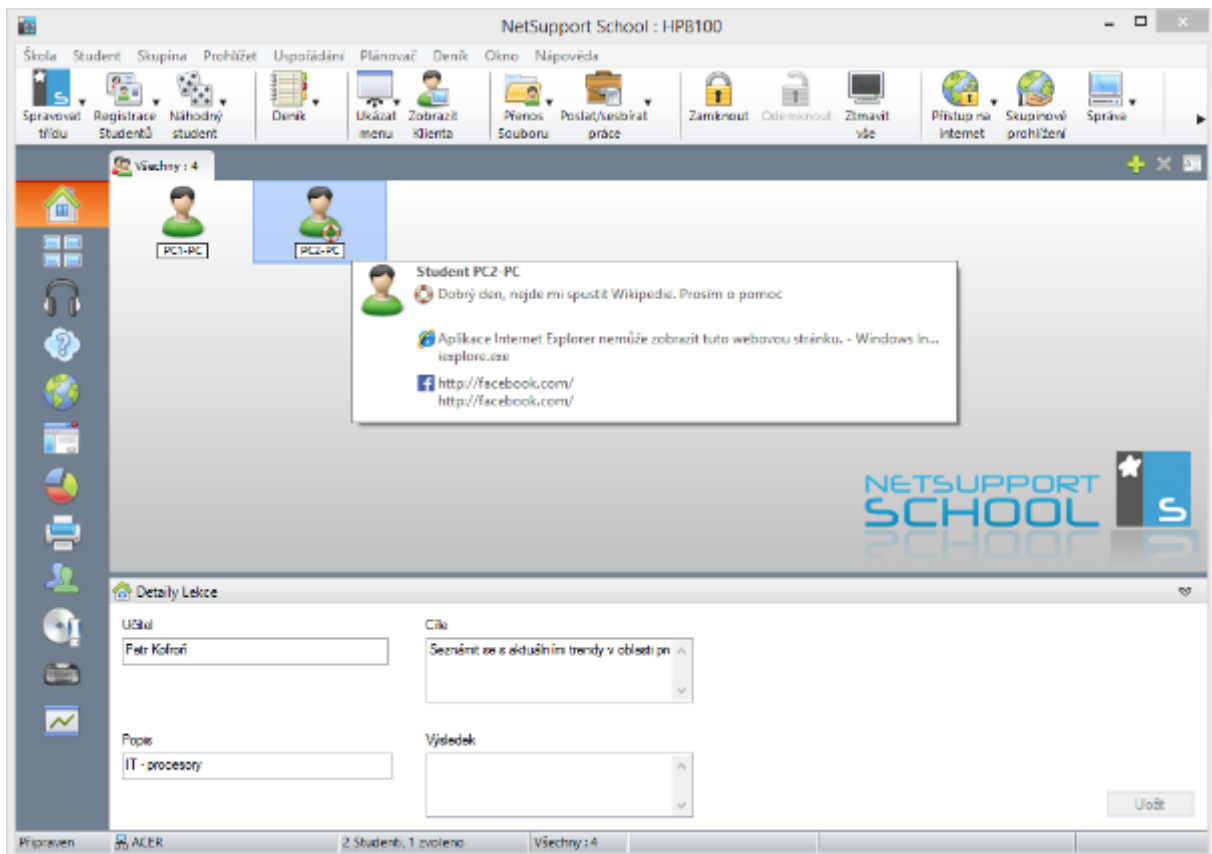 NetSupport School : HPB100
Škola Student Skupina Prohlížet Uspořádání Plánovač Deník Okno Nápověda
Spravovat třídu
Registrace Studentů
Náhodný student
Deník
Ukázat menu
Zobrazit Klienta
Přenos Souboru
Poslat/sesbírat práce
Zamknout
Odemknout
Ztmavit vše
Přístup na internet
Skupinové prohlížení
Správa
Všechny : 4
PC1-PC
PC2-PC
Student PC2-PC
Dobrý den, nejde mi spustit Wikipedie. Prosím o pomoc
Aplikace Internet Explorer nemůže zobrazit tuto webovou stránku. - Windows In...
iexplore.exe
http://facebook.com/
http://facebook.com/
NETSUPPORT
SCHOOL
S
Detaily Lekce
Učitel
Petr Kofroň
Cíle
Seznámit se s aktuálními trendy v oblasti pr
Popis
IT - procesory
Výsledek
Uložit
Připraven ACER 2 Studenti, 1 zvoleno Všechny : 4